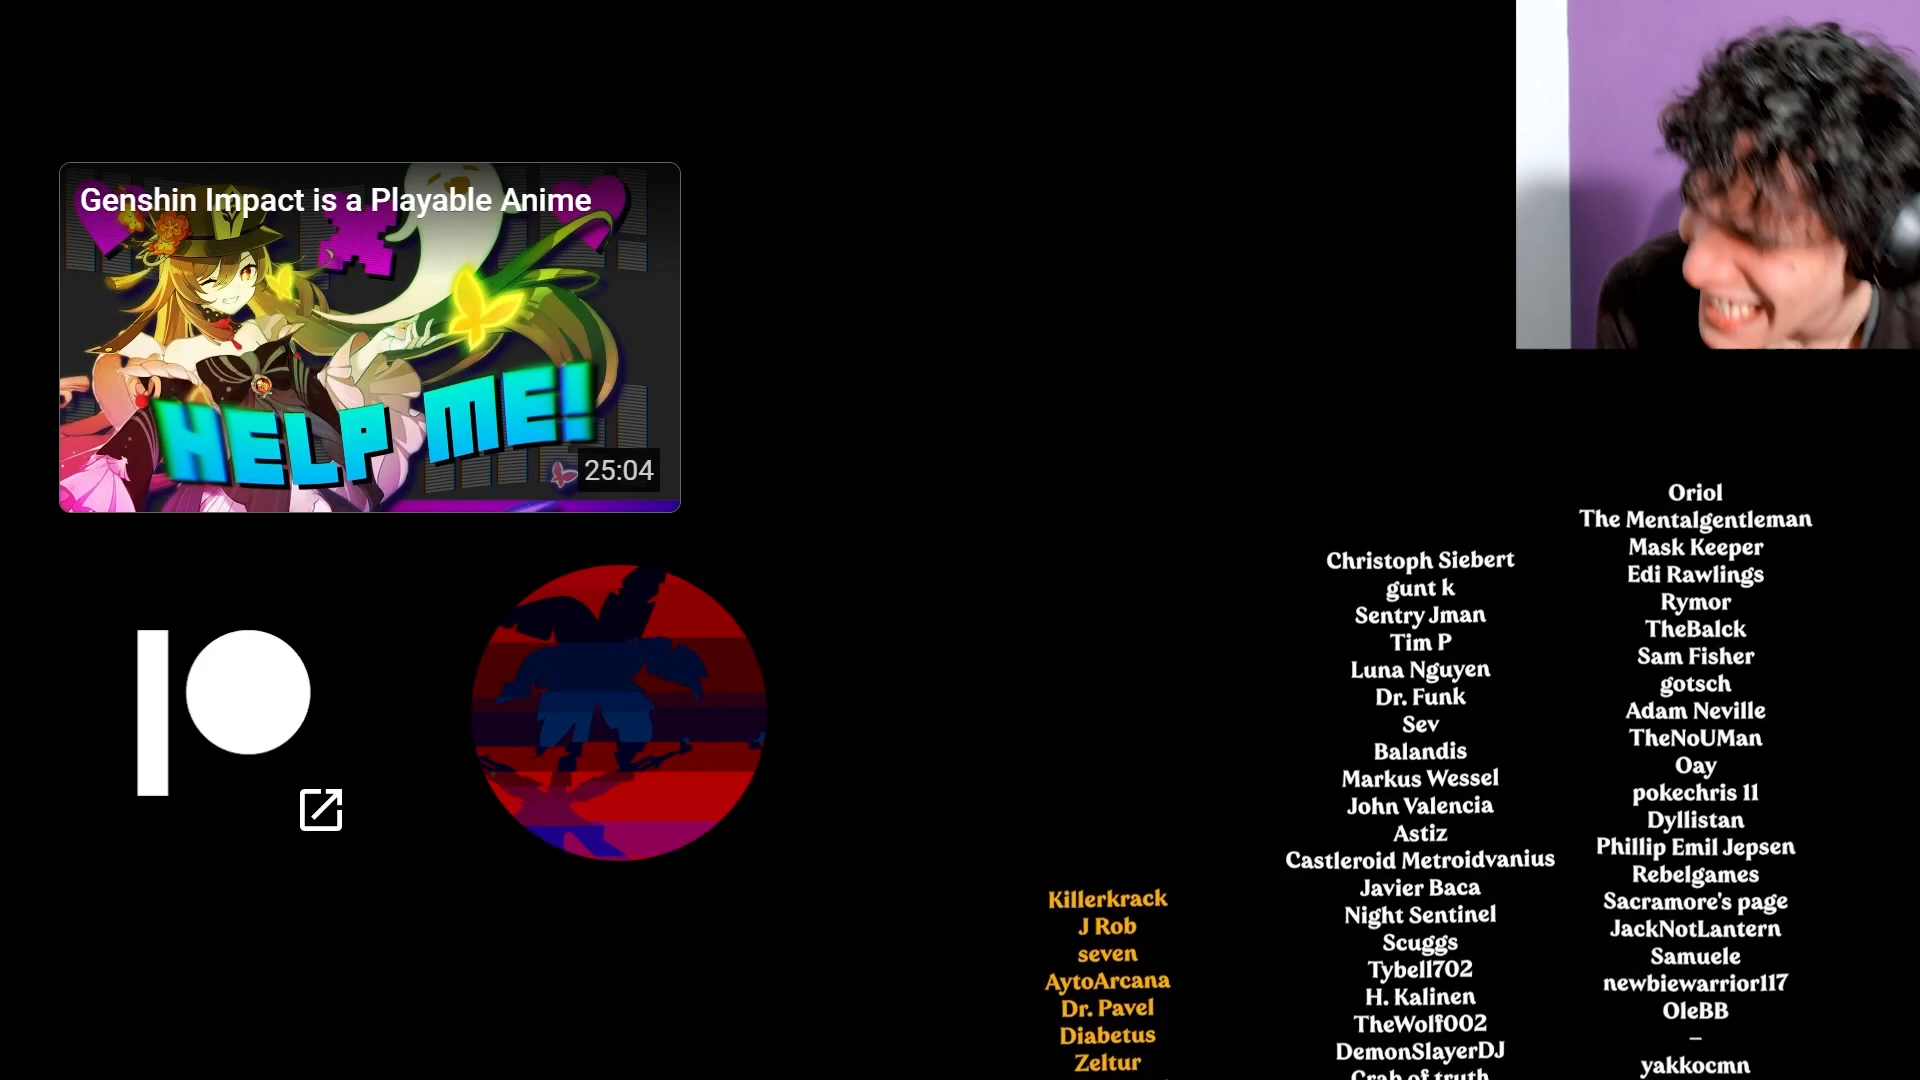 Genshin Impact is a Playable Anime
HELP ME!
25:04
Killerkrack
J Rob
seven
AytoArcana
Dr. Pavel
Diabetus
Zeltur
Christoph Siebert
gunt k
Sentry Jman
Tim P
Luna Nguyen
Dr. Funk
Sev
Balandis
Markus Wessel
John Valencia
Astiz
Castleroid Metroidvanius
Javier Baca
Night Sentinel
Scuggs
Tybell702
H. Kalinen
TheWolf002
DemonSlayerDJ
Crab of truth
Oriol
The Mentalgentleman
Mask Keeper
Edi Rawlings
Rymor
TheBalck
Sam Fisher
gotsch
Adam Neville
TheNoUMan
Oay
pokechris 11
Dyllistan
Phillip Emil Jepsen
Rebelgames
Sacramore's page
JackNotLantern
Samuele
newbiewarrior117
OleBB
–
yakkocmn